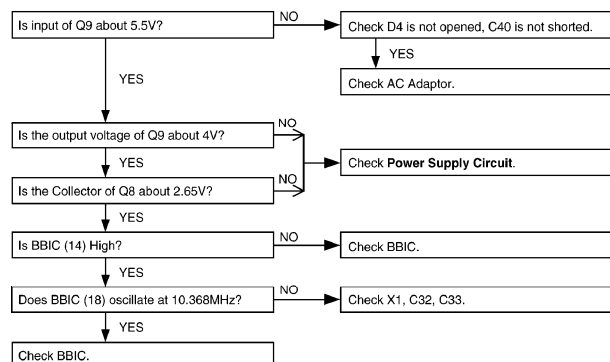 Is input of Q9 about 5.5V?
NO
Check D4 is not opened, C40 is not shorted.
YES
Check AC Adaptor.
YES
Is the output voltage of Q9 about 4V?
NO
YES
Check Power Supply Circuit.
Is the Collector of Q8 about 2.65V?
NO
YES
Is BBIC (14) High?
NO
Check BBIC.
YES
Does BBIC (18) oscillate at 10.368MHz?
NO
Check X1, C32, C33.
YES
Check BBIC.